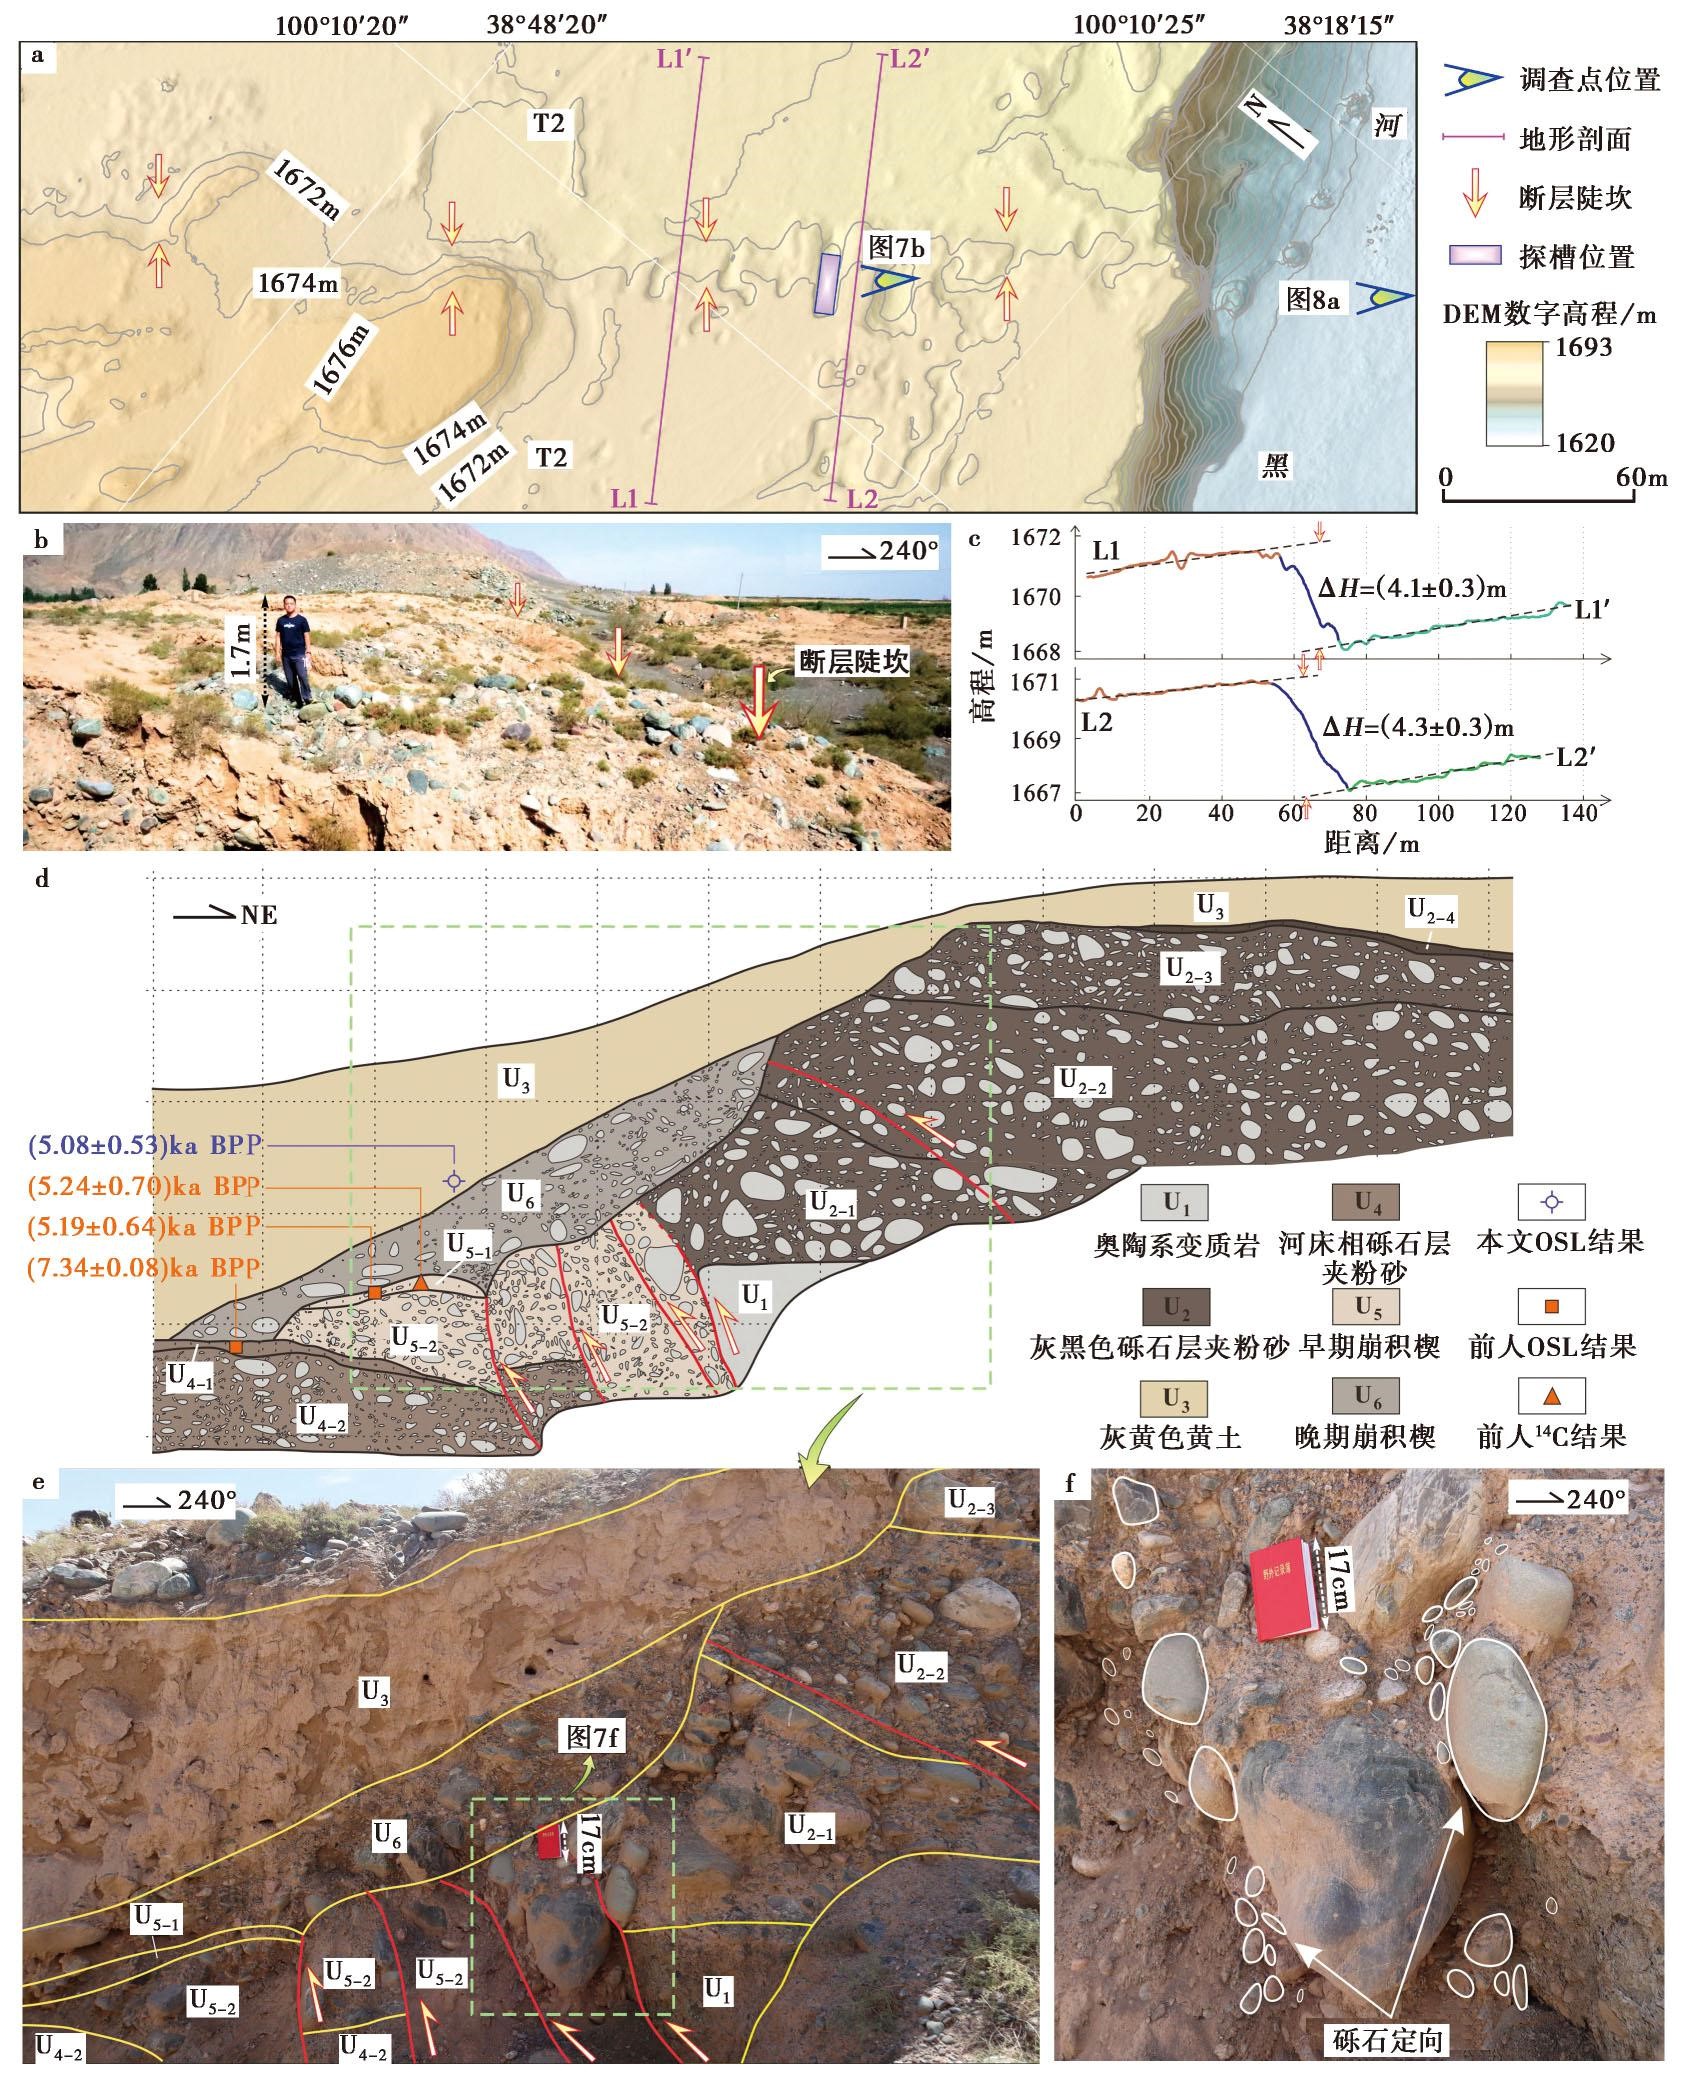 100°10′20″
38°48′20″
100°10′25″
38°18′15″
a
L1′
L2′
T2
N
河
1672m
图7b
1674m
图8a
1676m
1674m
1672m
T2
黑
L1
L2
调查点位置
地形剖面
断层陡坎
探槽位置
DEM数字高程/m
1693
1620
0
60m
b
240°
1.7m
断层陡坎
c
高程/m
1672
1670
1668
L1
ΔH=(4.1±0.3)m
L1′
1671
1669
1667
L2
ΔH=(4.3±0.3)m
L2′
0 20 40 60 80 100 120 140
距离/m
d
NE
U3
U2-4
U2-3
U3
U2-2
(5.08±0.53)ka BPP
(5.24±0.70)ka BPP
(5.19±0.64)ka BPP
(7.34±0.08)ka BPP
U6
U2-1
U5-1
U1
U5-2
U5-2
U4-1
U4-2
U1
奥陶系变质岩
U4
河床相砾石层
夹粉砂
本文OSL结果
U2
灰黑色砾石层夹粉砂
U5
早期崩积楔
前人OSL结果
U3
灰黄色黄土
U6
晚期崩积楔
前人14C结果
e
240°
U2-3
U2-2
U3
图7f
17cm
U2-1
U6
U5-1
U5-2
U5-2
U5-2
U1
U4-2
U4-2
f
240°
野外记录簿
17cm
砾石定向